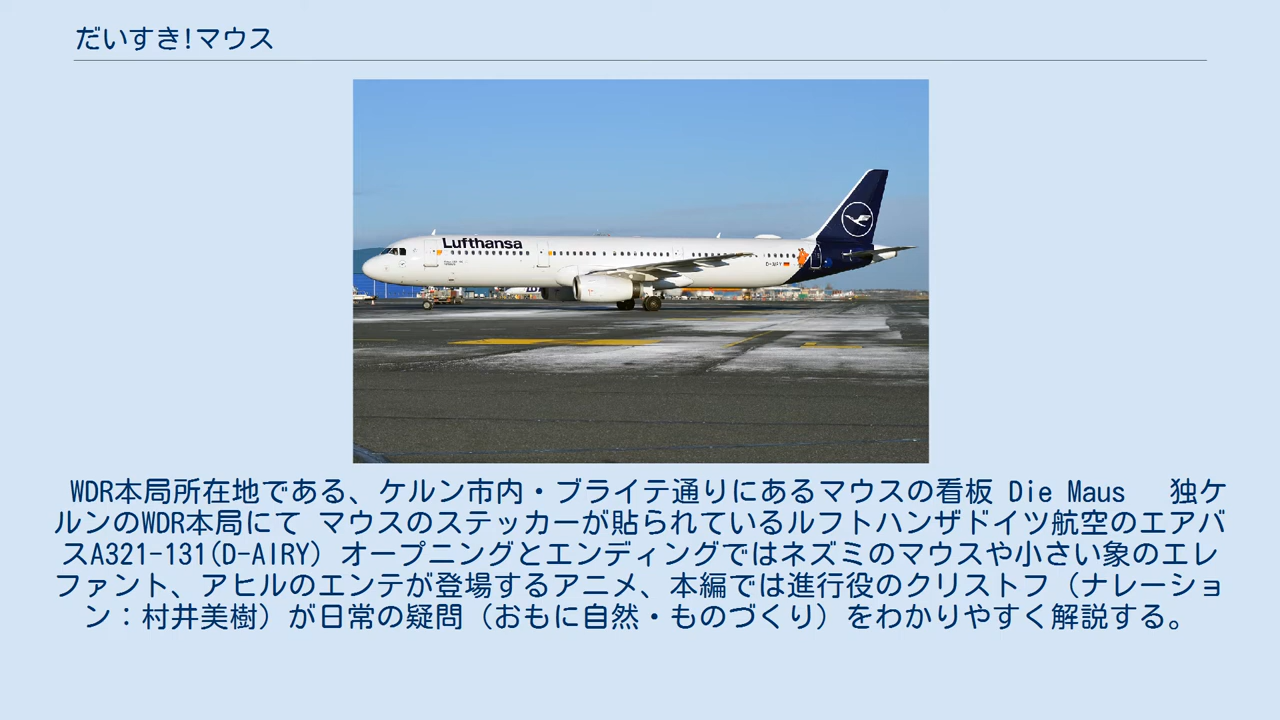 だいすき!マウス
Lufthansa
WDR本局所在地である、ケルン市内・ブライテ通りにあるマウスの看板 Die Maus 独ケ
ルンのWDR本局にて マウスのステッカーが貼られているルフトハンザドイツ航空のエアバ
スA321-131(D-AIRY) オープニングとエンディングではネズミのマウスや小さい象のエレ
ファント、アヒルのエンテが登場するアニメ、本編では進行役のクリストフ（ナレーショ
ン：村井美樹）が日常の疑問（おもに自然・ものづくり）をわかりやすく解説する。